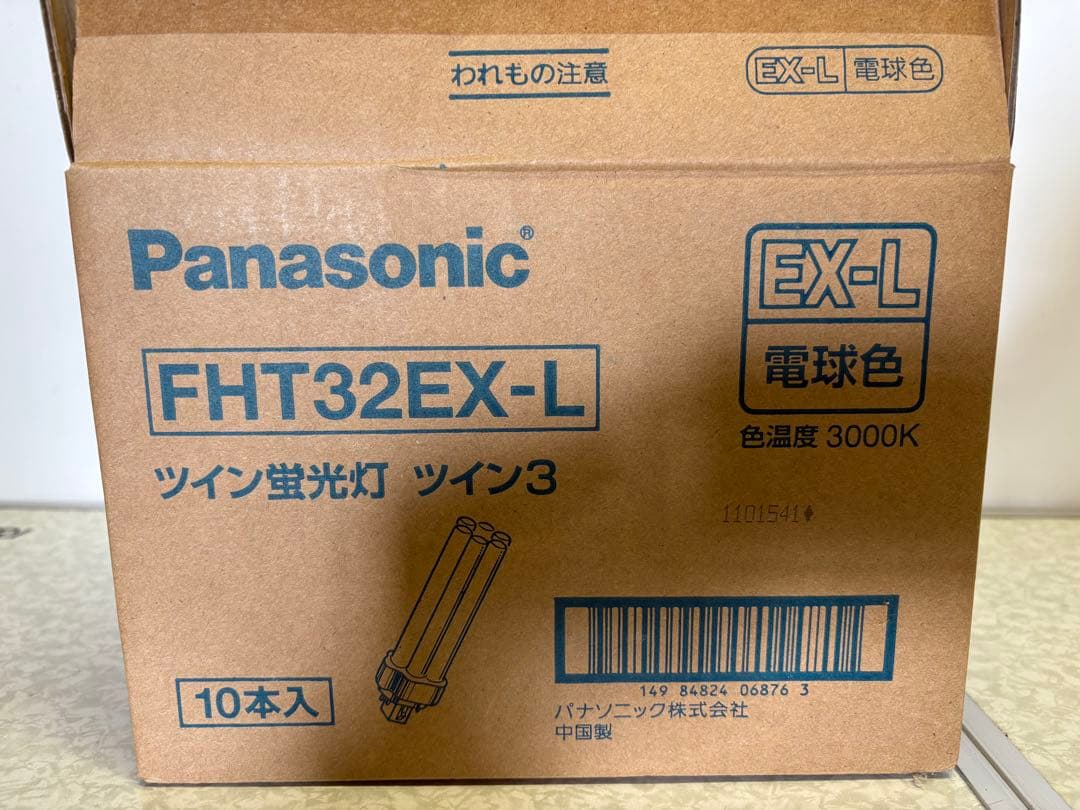 われもの注意
EX-L 電球色
Panasonic®
EX-L
電球色
色温度 3000K
FHT32EX-L
ツイン蛍光灯 ツイン3
1101541
10本入
149 84824 06876 3
パナソニック株式会社
中国製